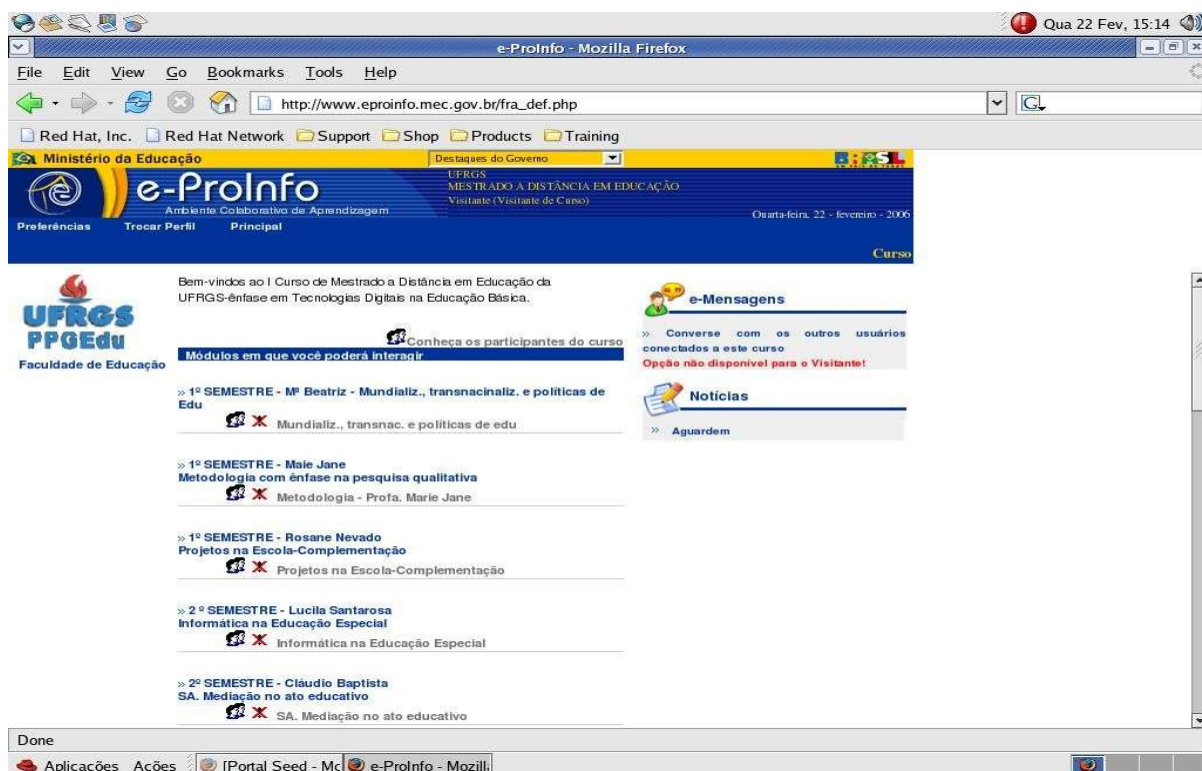 Qua 22 Fev, 15:14
e-ProInfo - Mozilla Firefox
File Edit View Go Bookmarks Tools Help
http://www.eproinfo.mec.gov.br/fra_def.php
G
Red Hat, Inc. Red Hat Network Support Shop Products Training
Ministério da Educação
Destaques do Governo
BRASIL
e-ProInfo
Ambiente Colaborativo de Aprendizagem
UFRGS
MESTRADO A DISTÂNCIA EM EDUCAÇÃO
Visitante (Visitante de Curso)
Quarta-feira, 22 - fevereiro - 2006
Preferências Trocar Perfil Principal
Curso
UFRGS
PPGEdu
Faculdade de Educação
Bem-vindos ao I Curso de Mestrado a Distância em Educação da
UFRGS-ênfase em Tecnologias Digitais na Educação Básica.
Conheça os participantes do curso
Módulos em que você poderá interagir
» 1º SEMESTRE - Mª Beatriz - Mundializ., transnacinaliz. e políticas de
Edu
Mundializ., transnac. e políticas de edu
» 1º SEMESTRE - Maie Jane
Metodologia com ênfase na pesquisa qualitativa
Metodologia - Profa. Marie Jane
» 1º SEMESTRE - Rosane Nevado
Projetos na Escola-Complementação
Projetos na Escola-Complementação
» 2 º SEMESTRE - Lucila Santarosa
Informática na Educação Especial
Informática na Educação Especial
» 2º SEMESTRE - Cláudio Baptista
SA. Mediação no ato educativo
SA. Mediação no ato educativo
e-Mensagens
» Converse com os outros usuários
conectados a este curso
Opção não disponível para o Visitante!
Notícias
» Aguardem
Done
Aplicações Ações [Portal Seed - Mo e-ProInfo - Mozill